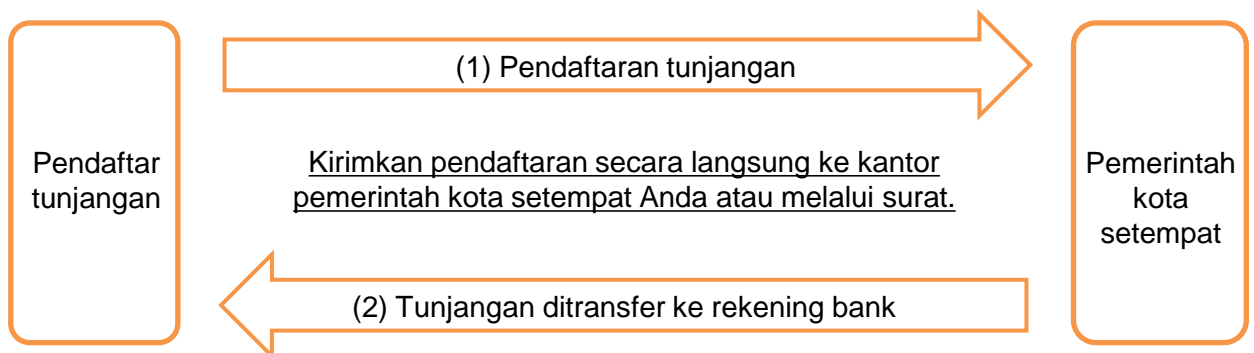 (1) Pendaftaran tunjangan
Pendaftar
tunjangan
Kirimkan pendaftaran secara langsung ke kantor
pemerintah kota setempat Anda atau melalui surat.
Pemerintah
kota
setempat
(2) Tunjangan ditransfer ke rekening bank